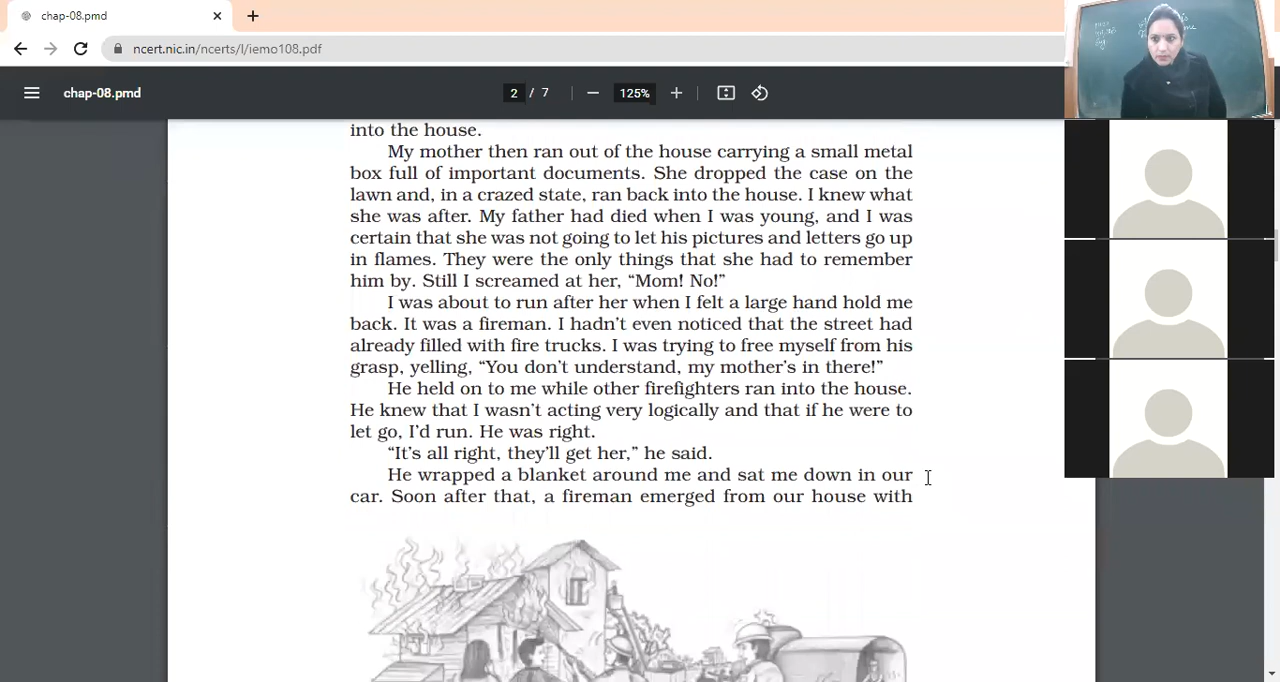 chap-08.pmd
ncert.nic.in/ncerts/l/iemo108.pdf
chap-08.pmd
2 / 7
125%
into the house.
My mother then ran out of the house carrying a small metal
box full of important documents. She dropped the case on the
lawn and, in a crazed state, ran back into the house. I knew what
she was after. My father had died when I was young, and I was
certain that she was not going to let his pictures and letters go up
in flames. They were the only things that she had to remember
him by. Still I screamed at her, “Mom! No!”
I was about to run after her when I felt a large hand hold me
back. It was a fireman. I hadn’t even noticed that the street had
already filled with fire trucks. I was trying to free myself from his
grasp, yelling, “You don’t understand, my mother’s in there!”
He held on to me while other firefighters ran into the house.
He knew that I wasn’t acting very logically and that if he were to
let go, I’d run. He was right.
“It’s all right, they’ll get her,” he said.
He wrapped a blanket around me and sat me down in our
car. Soon after that, a fireman emerged from our house with